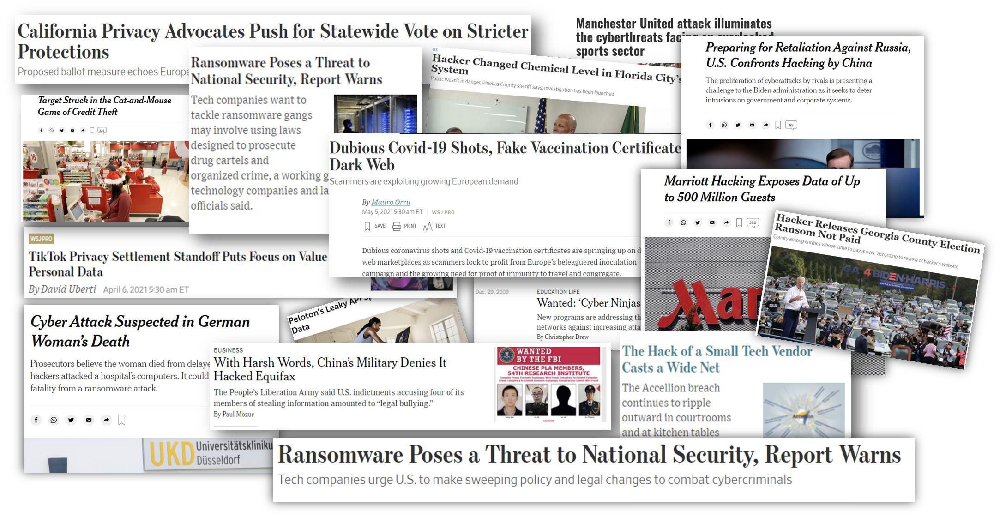 California Privacy Advocates Push for Statewide Vote on Stricter
Protections
Proposed ballot measure echoes Europe
Manchester United attack illuminates
the cyberthreats facing an overlooked
sports sector
Ransomware Poses a Threat to
National Security, Report Warns
Tech companies want to
tackle ransomware gangs
may involve using laws
designed to prosecute
drug cartels and
organized crime, a working g
technology companies and la
officials said.
U.S.
Hacker Changed Chemical Level in Florida City's
System
Public wasn't in danger, Pinellas County sheriff says; investigation has been launched
Preparing for Retaliation Against Russia,
U.S. Confronts Hacking by China
The proliferation of cyberattacks by rivals is presenting a
challenge to the Biden administration as it seeks to deter
intrusions on government and corporate systems.
55
Target Struck in the Cat-and-Mouse
Game of Credit Theft
325
16
Dubious Covid-19 Shots, Fake Vaccination Certificate
Dark Web
Scammers are exploiting growing European demand
By Mauro Orru
May 5, 2021 5:30 am ET | WSJ PRO
SAVE PRINT AA TEXT
Dubious coronavirus shots and Covid-19 vaccination certificates are springing up on d
web marketplaces as scammers look to profit from Europe's beleaguered inoculation
campaign and the growing need for proof of immunity to travel and congregate.
Marriott Hacking Exposes Data of Up
to 500 Million Guests
230
Mar
Hacker Releases Georgia County Election
Ransom Not Paid
County among entities whose 'time to pay is over,' according to review of hacker's website
GA 4 BIDEN-HARRIS
WSJ PRO
TikTok Privacy Settlement Standoff Puts Focus on Value
Personal Data
By David Uberti April 6, 2021 5:30 am ET
Dec. 29, 2009
EDUCATION LIFE
Wanted: 'Cyber Ninjas
New programs are addressing th
networks against increasing atta
By Christopher Drew
Cyber Attack Suspected in German
Woman's Death
Prosecutors believe the woman died from delaye
hackers attacked a hospital's computers. It could
fatality from a ransomware attack.
UKD Universitätskliniku
Düsseldorf
Peloton's Leaky API
Data
BUSINESS
With Harsh Words, China's Military Denies It
Hacked Equifax
The People's Liberation Army said U.S. indictments accusing four of its
members of stealing information amounted to “legal bullying.”
By Paul Mozur
WANTED
BY THE FBI
CHINESE PLA MEMBERS,
54TH RESEARCH INSTITUTE
CAUTION
The Hack of a Small Tech Vendor
Casts a Wide Net
The Accellion breach
continues to ripple
outward in courtrooms
and at kitchen tables
Accellion
Ransomware Poses a Threat to National Security, Report Warns
Tech companies urge U.S. to make sweeping policy and legal changes to combat cybercriminals